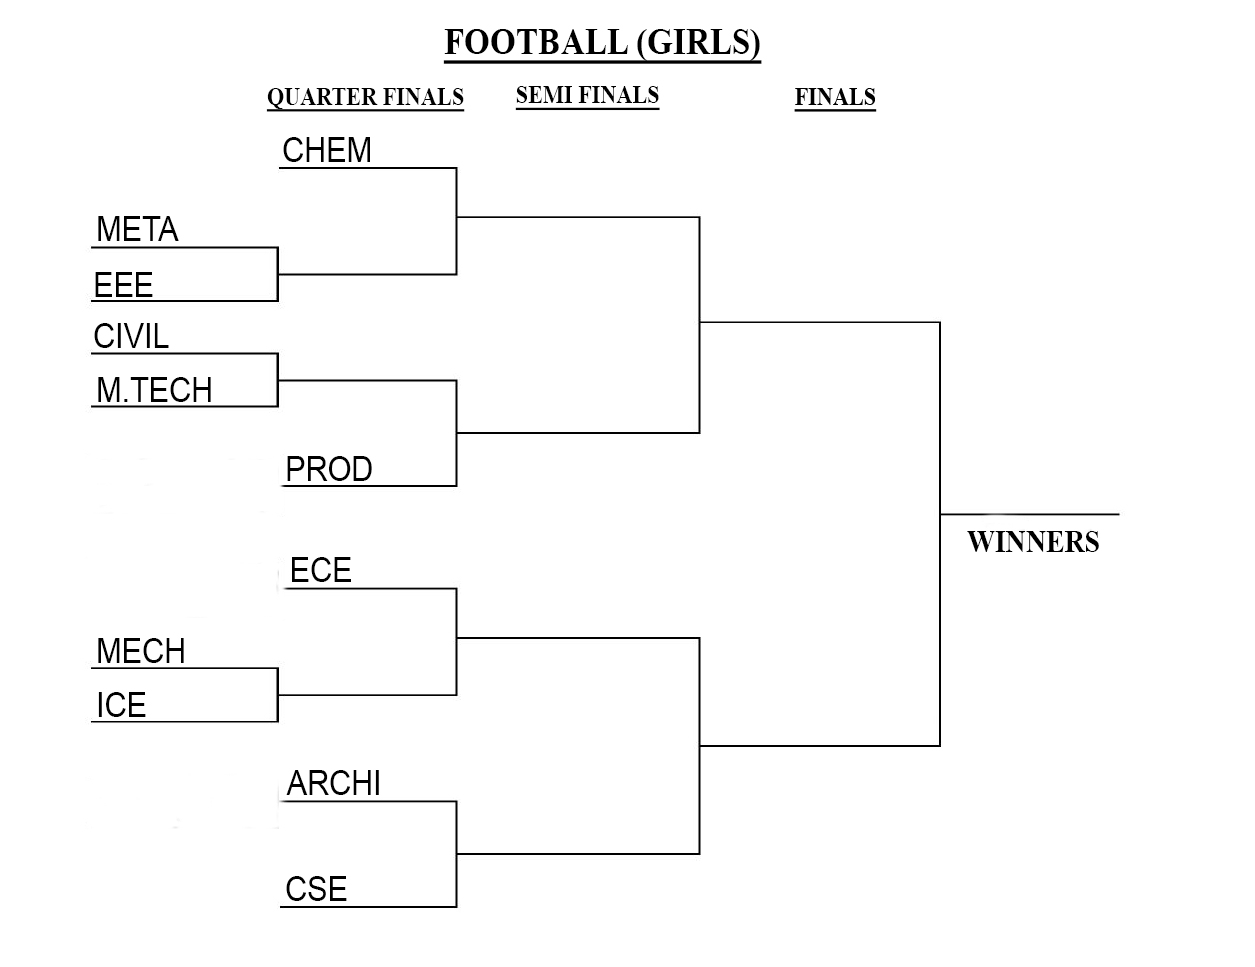 FOOTBALL (GIRLS)
QUARTER FINALS
SEMI FINALS
FINALS
CHEM
META
EEE
CIVIL
M.TECH
PROD
WINNERS
ECE
MECH
ICE
ARCHI
CSE